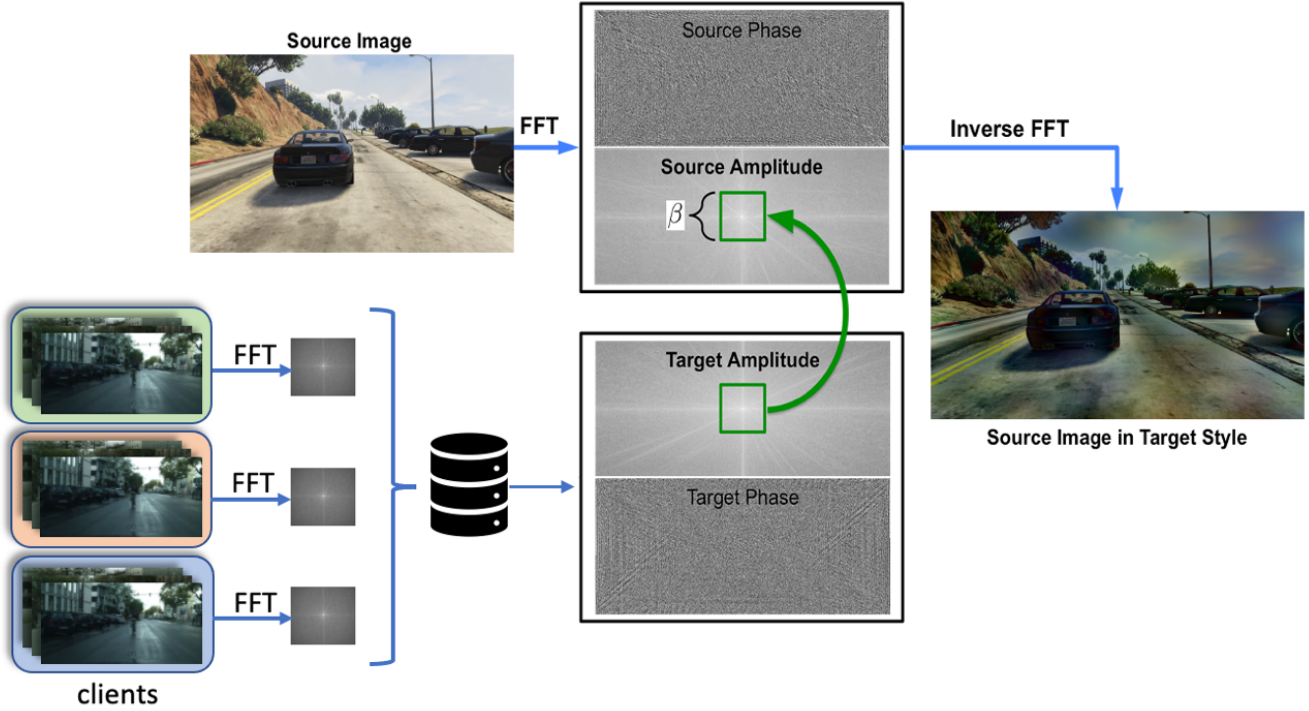 Source Image
FFT
Source Phase
Source Amplitude
β
Inverse FFT
Source Image in Target Style
FFT
FFT
FFT
clients
Target Amplitude
Target Phase